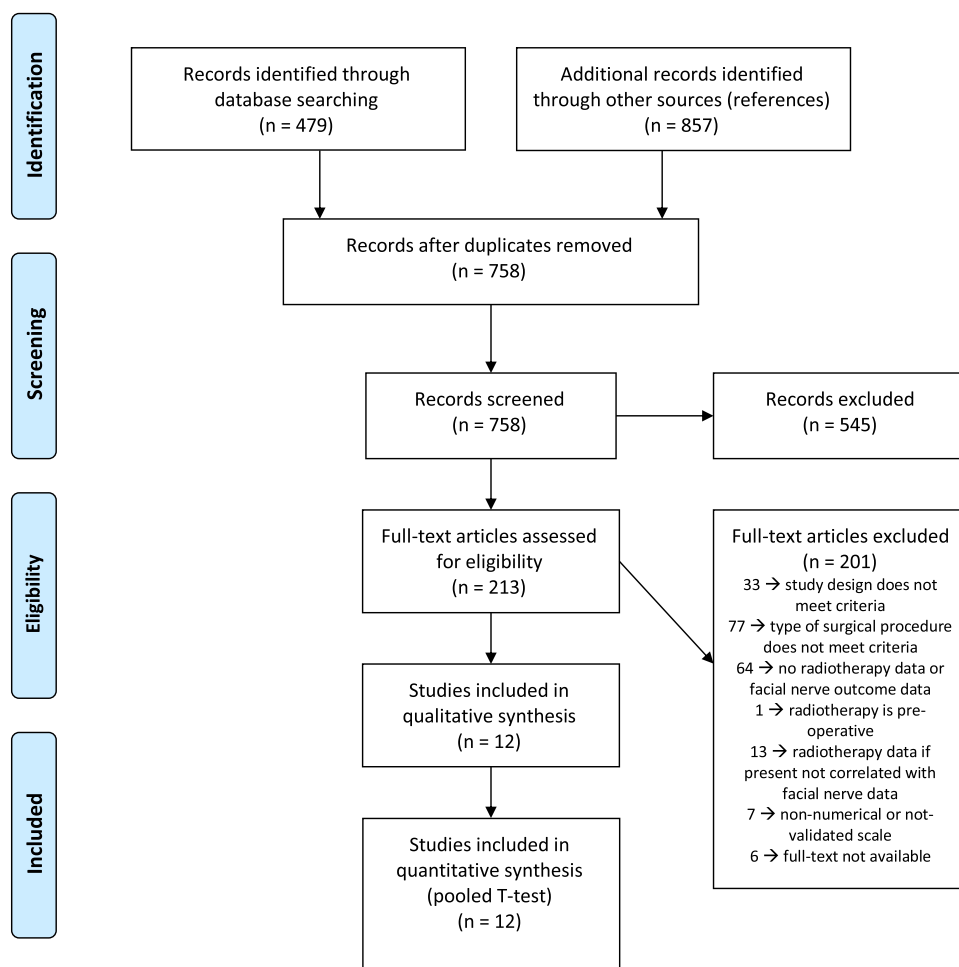 Identification
Records identified through
database searching
(n = 479)
Additional records identified
through other sources (references)
(n = 857)
Records after duplicates removed
(n = 758)
Screening
Records screened
(n = 758)
Records excluded
(n = 545)
Eligibility
Full-text articles assessed
for eligibility
(n = 213)
Full-text articles excluded
(n = 201)
33 → study design does not
meet criteria
77 → type of surgical procedure
does not meet criteria
64 → no radiotherapy data or
facial nerve outcome data
1 → radiotherapy is pre-
operative
13 → radiotherapy data if
present not correlated with
facial nerve data
7 → non-numerical or not-
validated scale
6 → full-text not available
Studies included in
qualitative synthesis
(n = 12)
Included
Studies included in
quantitative synthesis
(pooled T-test)
(n = 12)